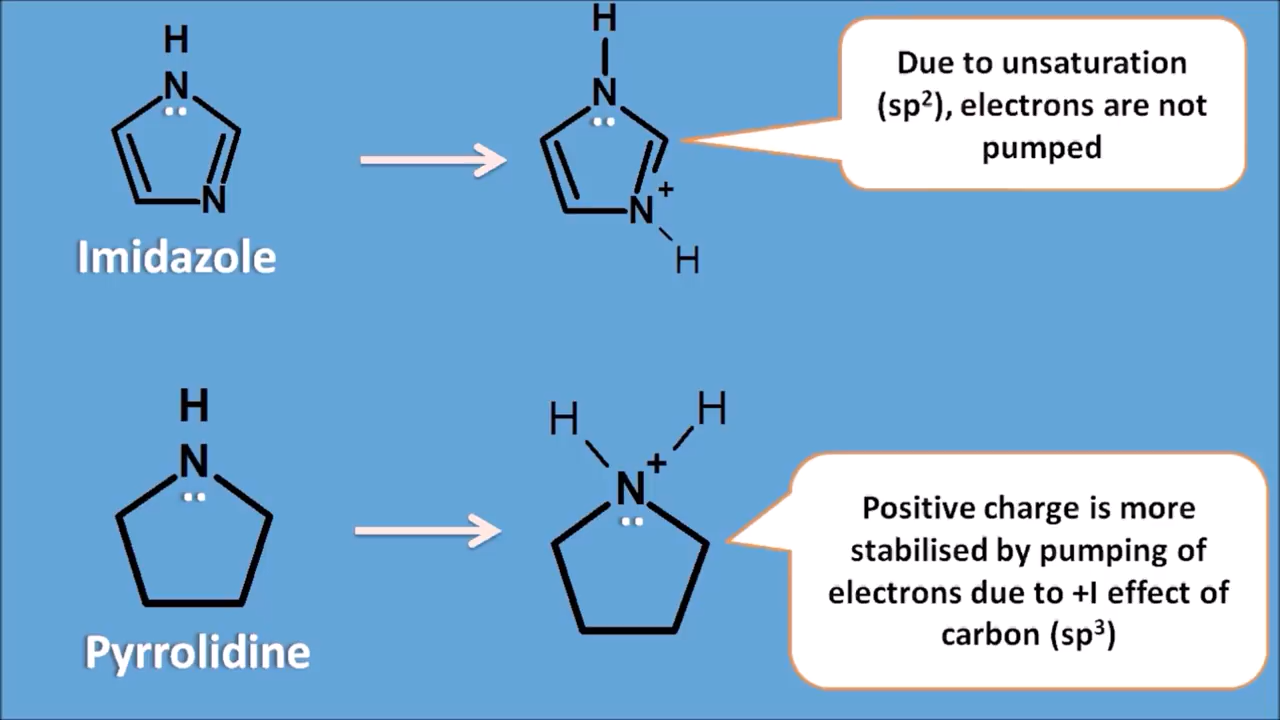 H
N
N
Imidazole
H
N
N
+
H
Due to unsaturation
(sp²), electrons are not
pumped
H
N
Pyrrolidine
H
H
N
+
Positive charge is more
stabilised by pumping of
electrons due to +I effect of
carbon (sp³)